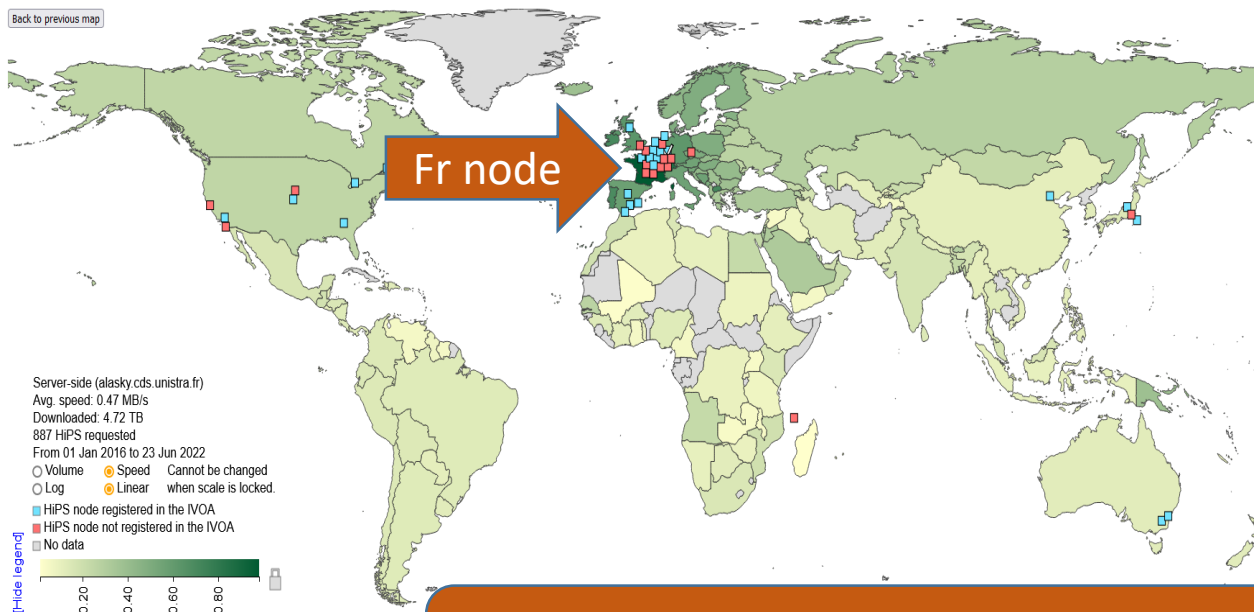 Back to previous map
Fr node
Server-side (alasky.cds.unistra.fr)
Avg. speed: 0.47 MB/s
Downloaded: 4.72 TB
887 HiPS requested
From 01 Jan 2016 to 23 Jun 2022
Volume Speed Cannot be changed
Log Linear when scale is locked.
HiPS node registered in the IVOA
HiPS node not registered in the IVOA
No data
[Hide legend]
0.20 0.40 0.60 0.80